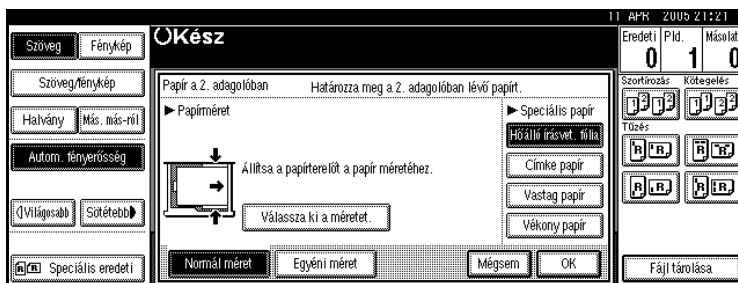 11 APR 2005 21:21
Szöveg
Fénykép
Kész
Eredeti Pld. Másolat
0 1 0
Szöveg/fénykép
Halvány
Más. más-ról
Autom. fényerősség
Világosabb
Sötétebb
Speciális eredeti
Papír a 2. adagolóban
Határozza meg a 2. adagolóban lévő papírt.
Papírméret
Állítsa a papírterelőt a papír méretéhez.
Válassza ki a méretet.
Speciális papír
Hőálló írásvet. fólia
Címke papír
Vastag papír
Vékony papír
Normál méret
Egyéni méret
Mégsem
OK
Szortírozás
Kötegelés
Tűzés
Fájl tárolása